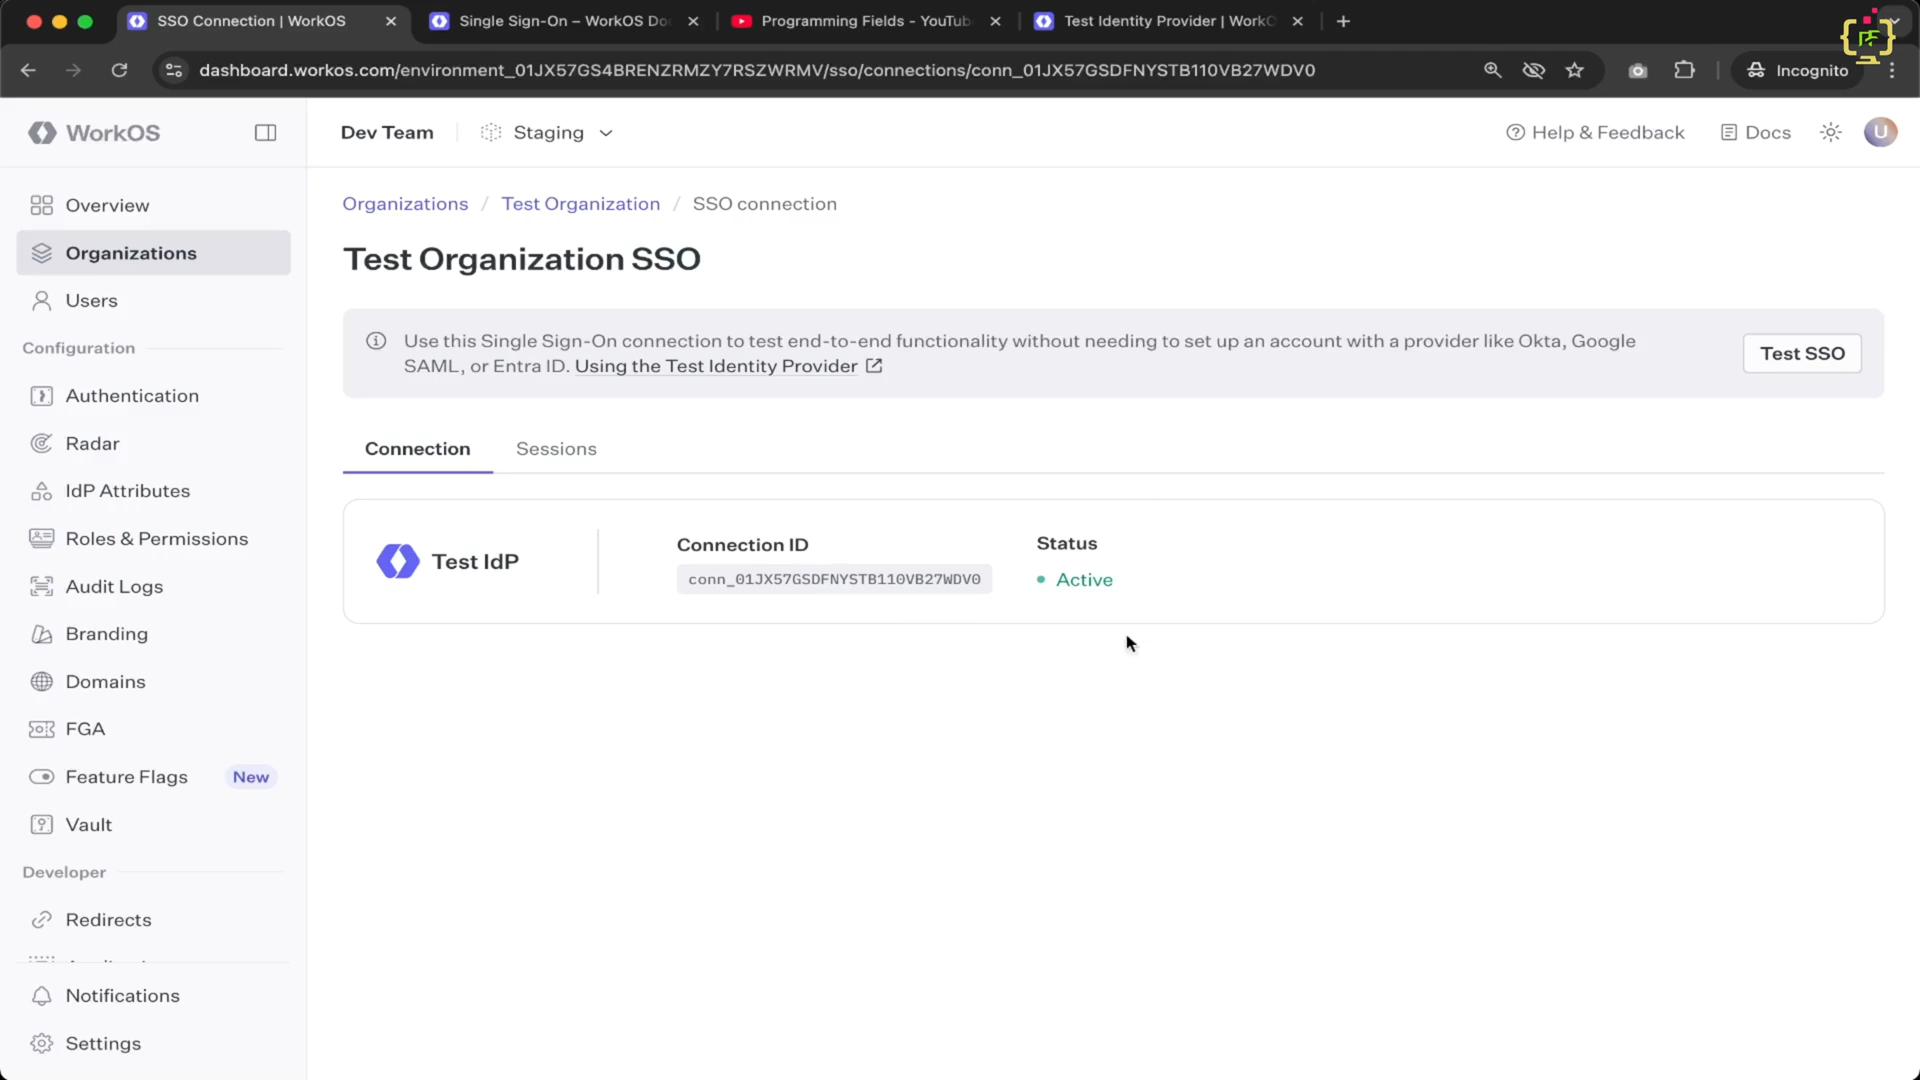 SSO Connection | WorkOS
Single Sign-On – WorkOS Do
Programming Fields - YouTub
Test Identity Provider | WorkO
dashboard.workos.com/environment_01JX57GS4BRENZRMZY7RSZWRMV/sso/connections/conn_01JX57GSDFNYSTB110VB27WDV0
Incognito
PF
WorkOS
Dev Team
Staging
Help & Feedback
Docs
U
Overview
Organizations
Users
Configuration
Authentication
Radar
IdP Attributes
Roles & Permissions
Audit Logs
Branding
Domains
FGA
Feature Flags New
Vault
Developer
Redirects
Notifications
Settings
Organizations / Test Organization / SSO connection
Test Organization SSO
Use this Single Sign-On connection to test end-to-end functionality without needing to set up an account with a provider like Okta, Google
SAML, or Entra ID. Using the Test Identity Provider
Test SSO
Connection
Sessions
Test IdP
Connection ID
conn_01JX57GSDFNYSTB110VB27WDV0
Status
Active